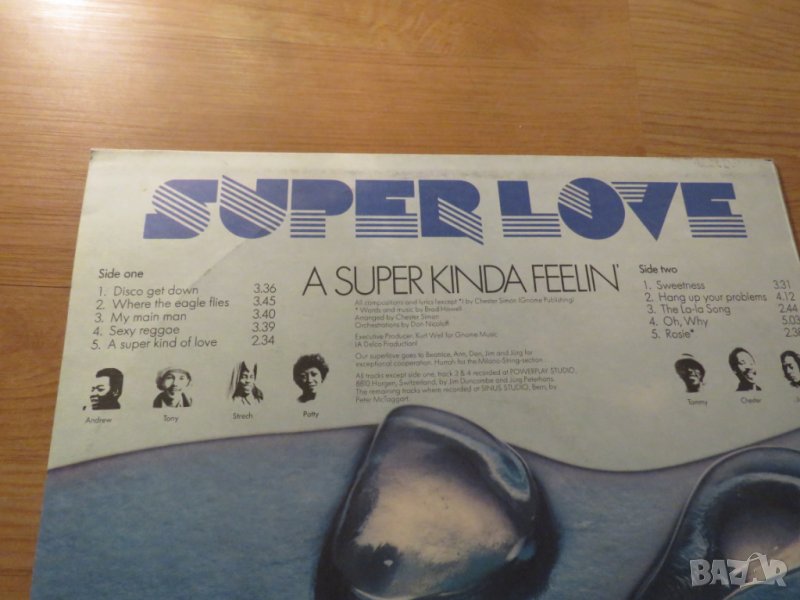 SUPER LOVE
A SUPER KINDA FEELIN'
Side one
1. Disco get down 3.36
2. Where the eagle flies 3.45
3. My main man 3.40
4. Sexy reggae 3.39
5. A super kind of love 2.34
All compositions and lyrics (except *) by Chester Simon (Gnome Publishing)
* Words and music by Brad Howell
Arranged by Chester Simon
Orchestrations by Don Nicoloff
Executive Producer, Kurt Weil for Gnome Music
(A Delco Production)
Our superlove goes to Beatrice, Ann, Den, Jim and Jürg for
exceptional cooperation. Hurrah for the Milano-String-section
All tracks except side one, track 3 & 4 recorded at POWERPLAY STUDIO,
8810 Horgen, Switzerland, by Jim Duncombe and Jürg Peterhans.
The remaining tracks where recorded at SINUS STUDIO, Bern, by
Peter McTaggart.
Side two
1. Sweetness 3.31
2. Hang up your problems 4.12
3. The La-la Song 2.44
4. Oh, Why 5.03
5. Rosie*
Andrew
Tony
Strech
Patty
Tommy
Chester
BAZAR